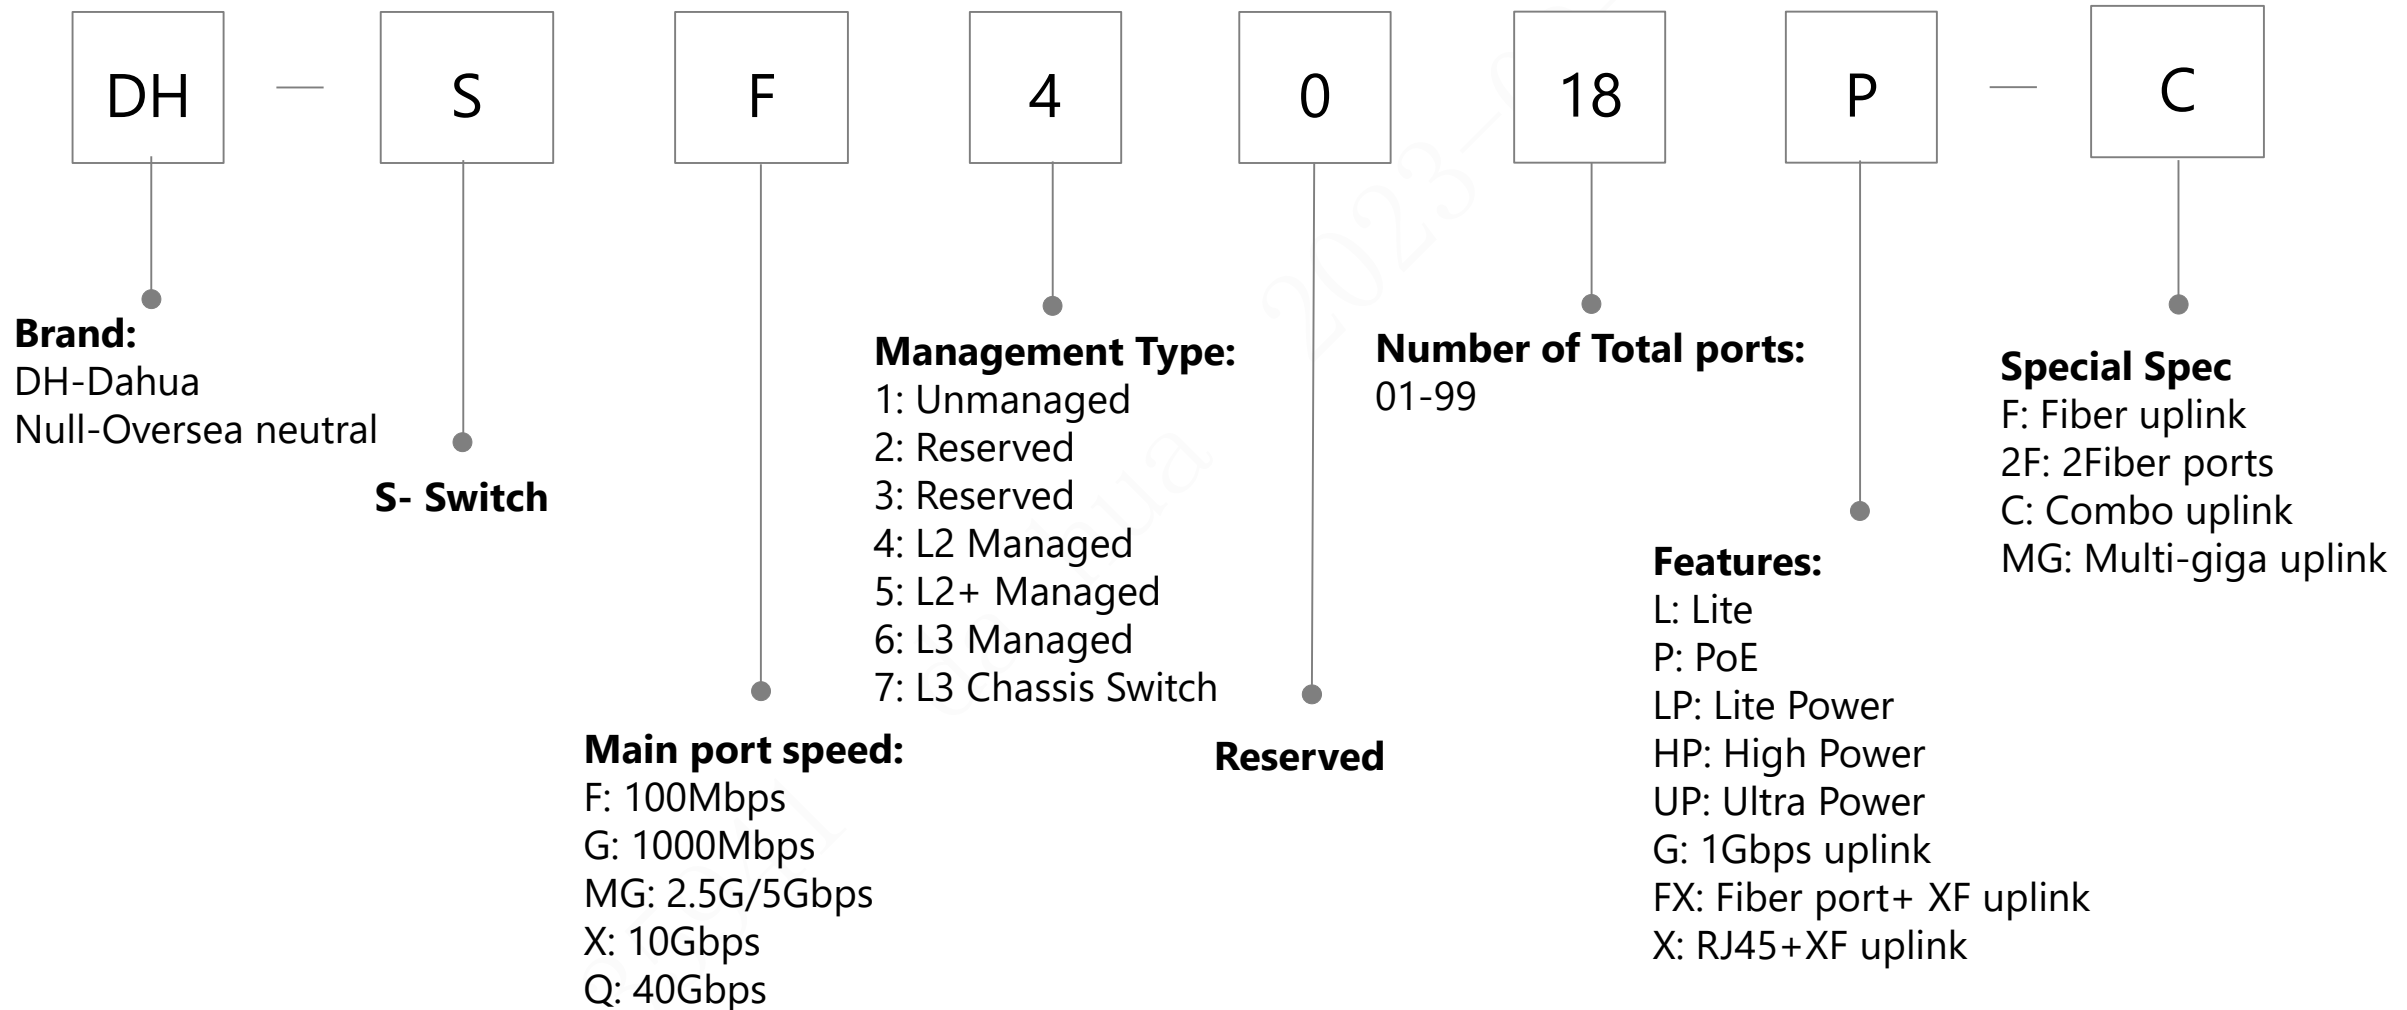 DH — S F 4 0 18 P — C
Brand:
DH-Dahua
Null-Oversea neutral
S- Switch
Main port speed:
F: 100Mbps
G: 1000Mbps
MG: 2.5G/5Gbps
X: 10Gbps
Q: 40Gbps
Management Type:
1: Unmanaged
2: Reserved
3: Reserved
4: L2 Managed
5: L2+ Managed
6: L3 Managed
7: L3 Chassis Switch
Reserved
Number of Total ports:
01-99
Features:
L: Lite
P: PoE
LP: Lite Power
HP: High Power
UP: Ultra Power
G: 1Gbps uplink
FX: Fiber port+ XF uplink
X: RJ45+XF uplink
Special Spec
F: Fiber uplink
2F: 2Fiber ports
C: Combo uplink
MG: Multi-giga uplink